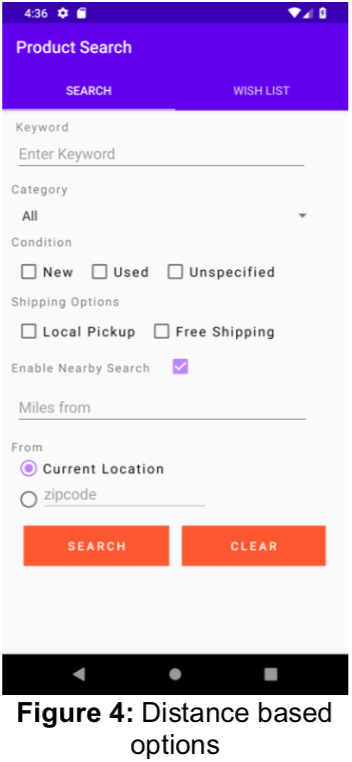 4:36
Product Search
SEARCH WISH LIST
Keyword
Enter Keyword
Category
All
Condition
New Used Unspecified
Shipping Options
Local Pickup Free Shipping
Enable Nearby Search
Miles from
From
Current Location
zipcode
SEARCH CLEAR
Figure 4: Distance based
options